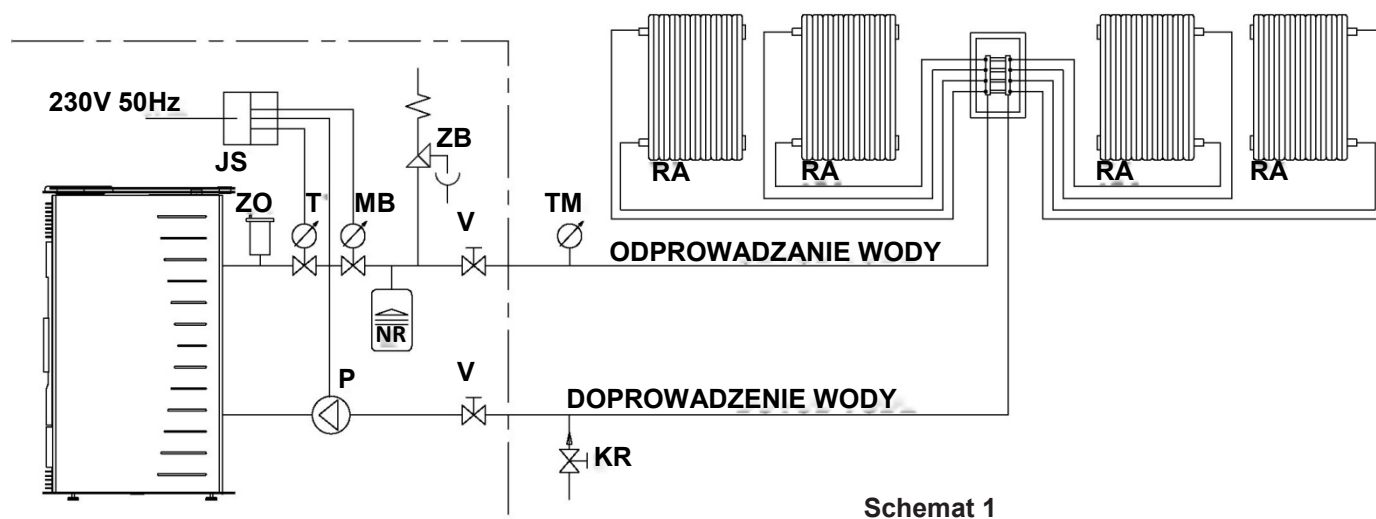 230V 50Hz
JS
ZB
RA
RA
RA
RA
ZO
T
MB
V
TM
ODPROWADZANIE WODY
NR
P
V
DOPROWADZENIE WODY
KR
Schemat 1